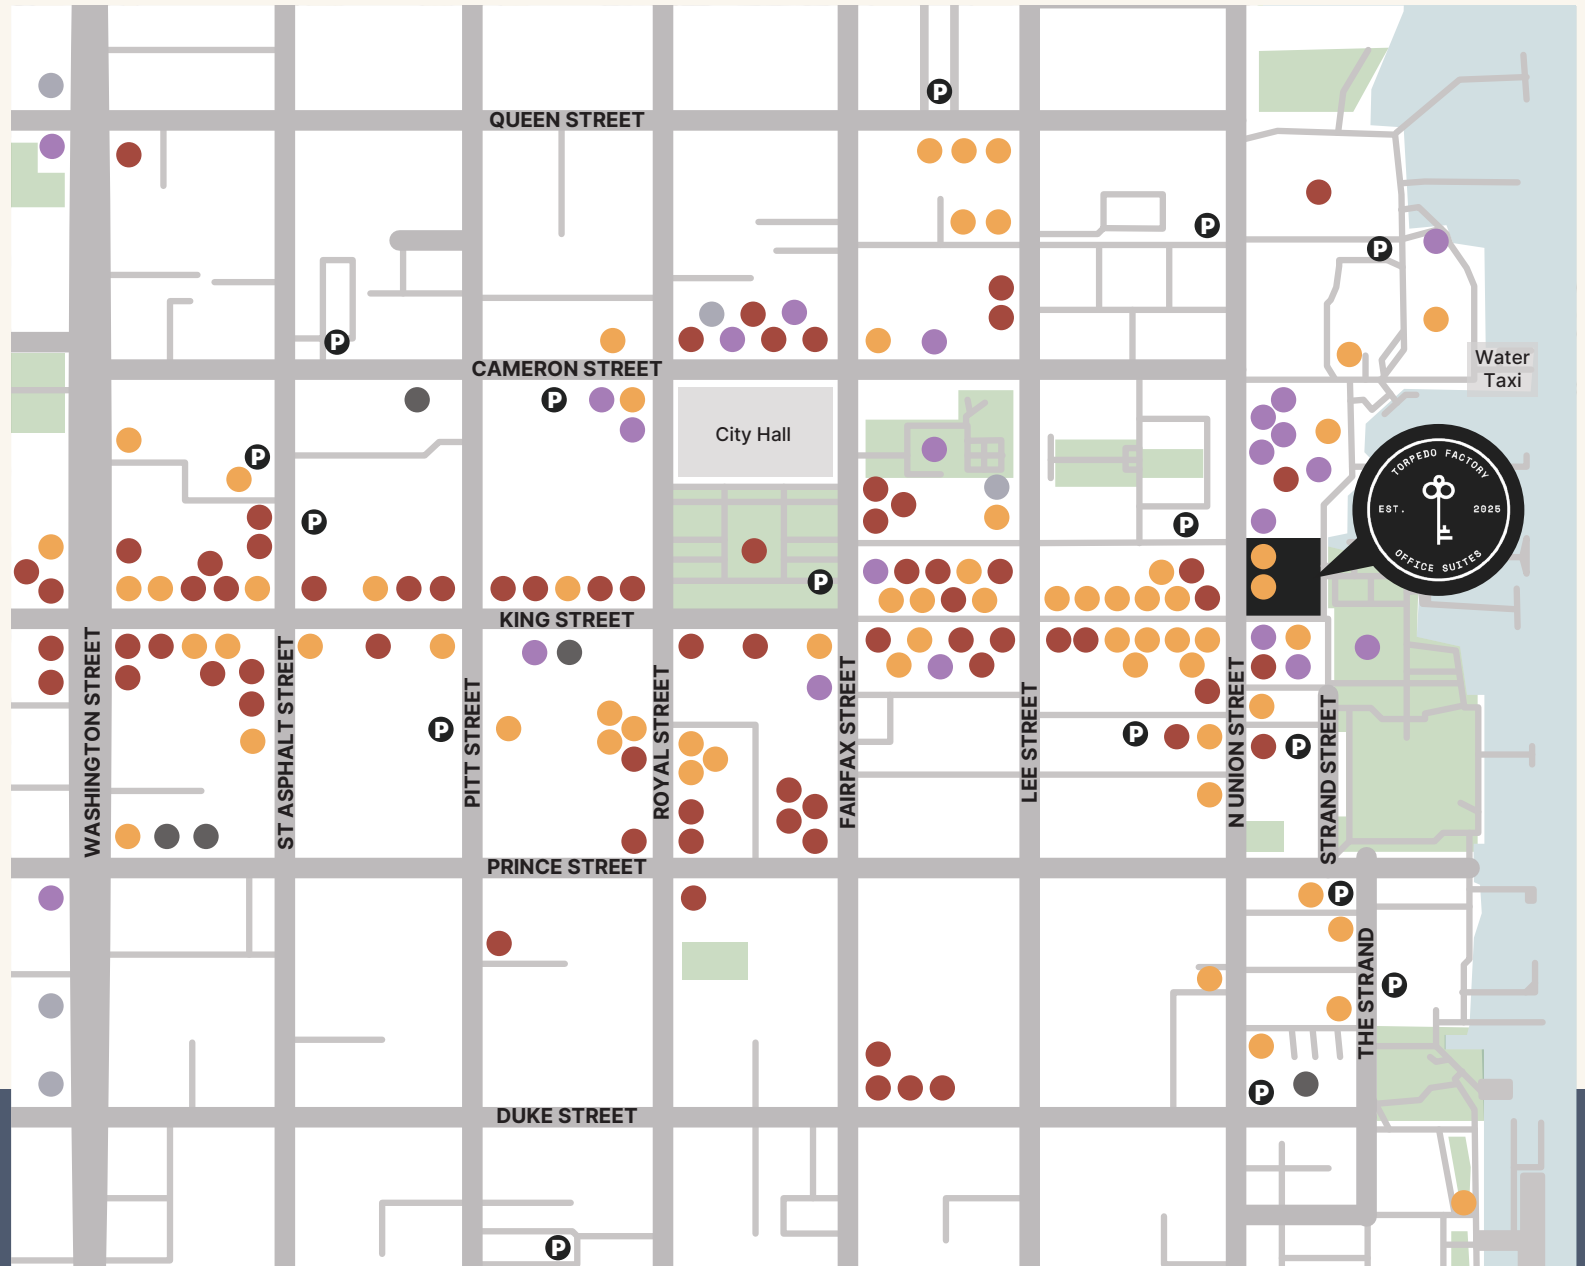 P
QUEEN STREET
P
P
P
Water
Taxi
CAMERON STREET
P
City Hall
P
TORPEDO FACTORY
EST. 2025
OFFICE SUITES
P
P
P
KING STREET
WASHINGTON STREET
ST ASPHALT STREET
PITT STREET
ROYAL STREET
FAIRFAX STREET
LEE STREET
N UNION STREET
STRAND STREET
P
P
P
PRINCE STREET
P
THE STRAND
P
P
DUKE STREET
P